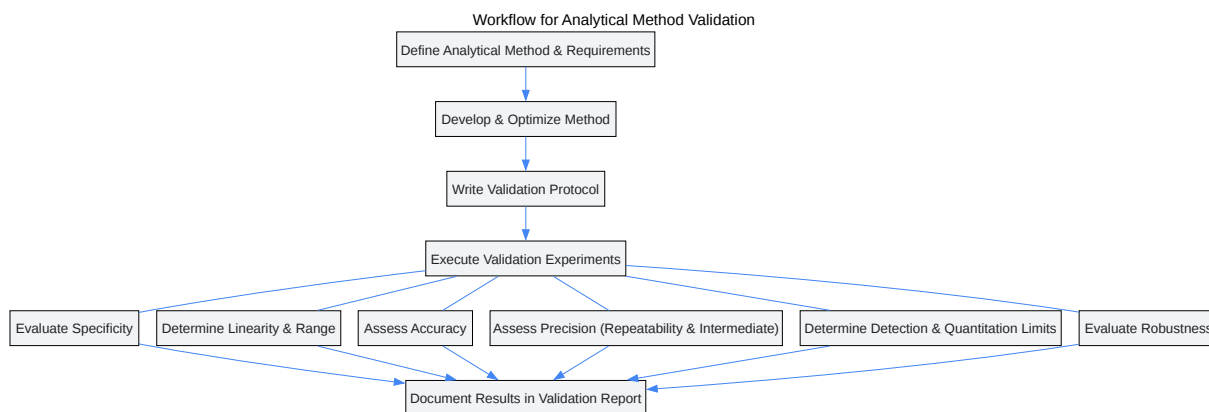 Workflow for Analytical Method Validation
Define Analytical Method & Requirements
Develop & Optimize Method
Write Validation Protocol
Execute Validation Experiments
Evaluate Specificity
Determine Linearity & Range
Assess Accuracy
Assess Precision (Repeatability & Intermediate)
Determine Detection & Quantitation Limits
Evaluate Robustness
Document Results in Validation Report